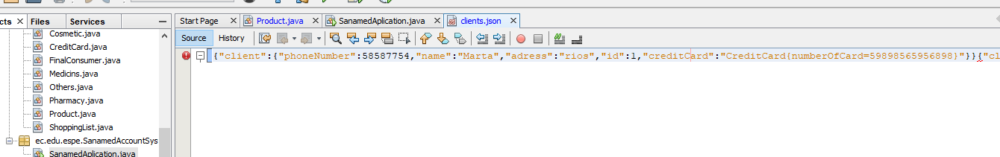 cts Files Services
Start Page Product.java SanamedAplication.java clients.json
Source History
Cosmetic.java
CreditCard.java
FinalConsumer.java
Medicins.java
Others.java
Pharmacy.java
Product.java
ShoppingList.java
ec.edu.espe.SanamedAccountSys
SanamedAplication.java
{"client":{"phoneNumber":58587754,"name":"Marta","adress":"rios","id":1,"creditCard":"CreditCard{numberOfCard=59898565956898}"}}{"cl